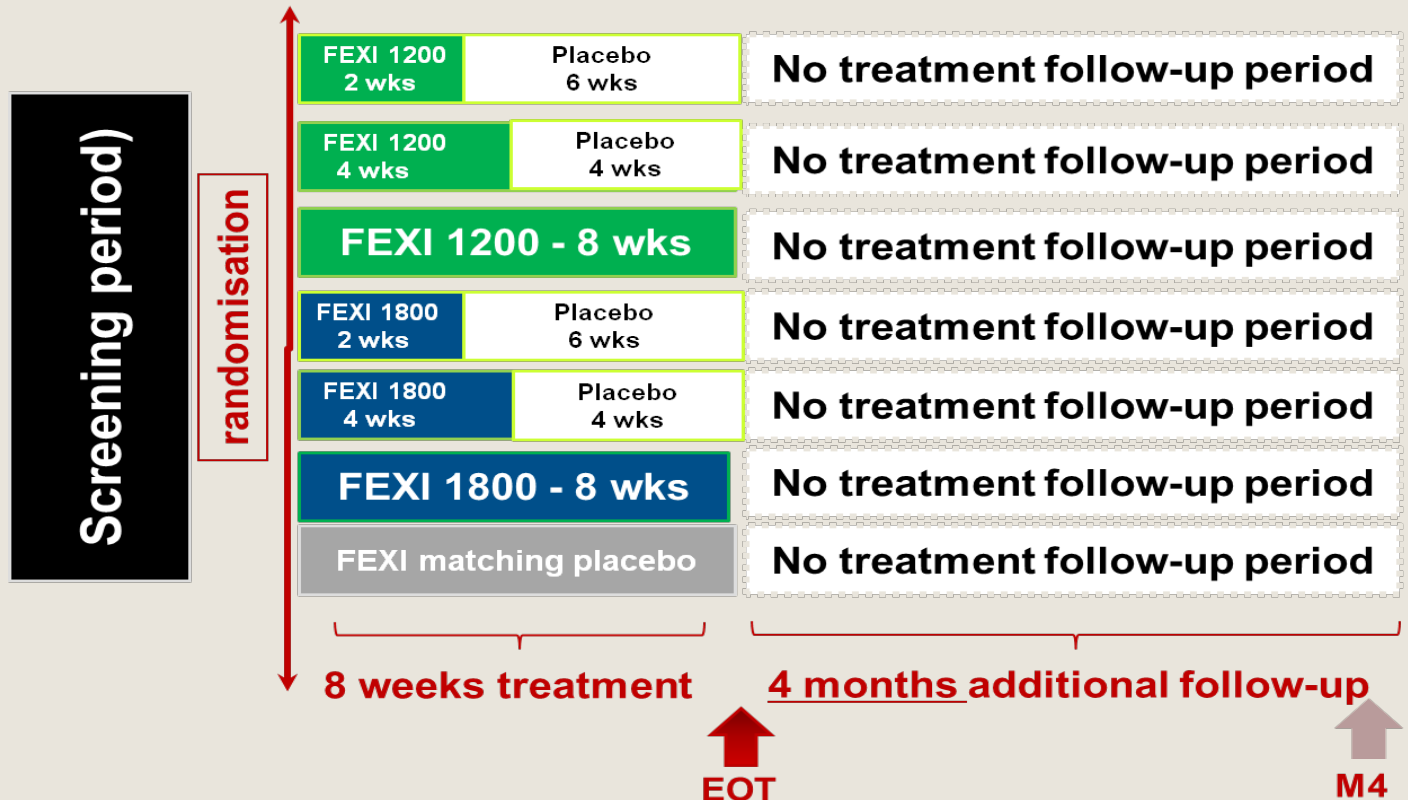 Screening period)
randomisation
FEXI 1200
2 wks
Placebo
6 wks
No treatment follow-up period
FEXI 1200
4 wks
Placebo
4 wks
No treatment follow-up period
FEXI 1200 - 8 wks
No treatment follow-up period
FEXI 1800
2 wks
Placebo
6 wks
No treatment follow-up period
FEXI 1800
4 wks
Placebo
4 wks
No treatment follow-up period
FEXI 1800 - 8 wks
No treatment follow-up period
FEXI matching placebo
No treatment follow-up period
8 weeks treatment
4 months additional follow-up
EOT
M4